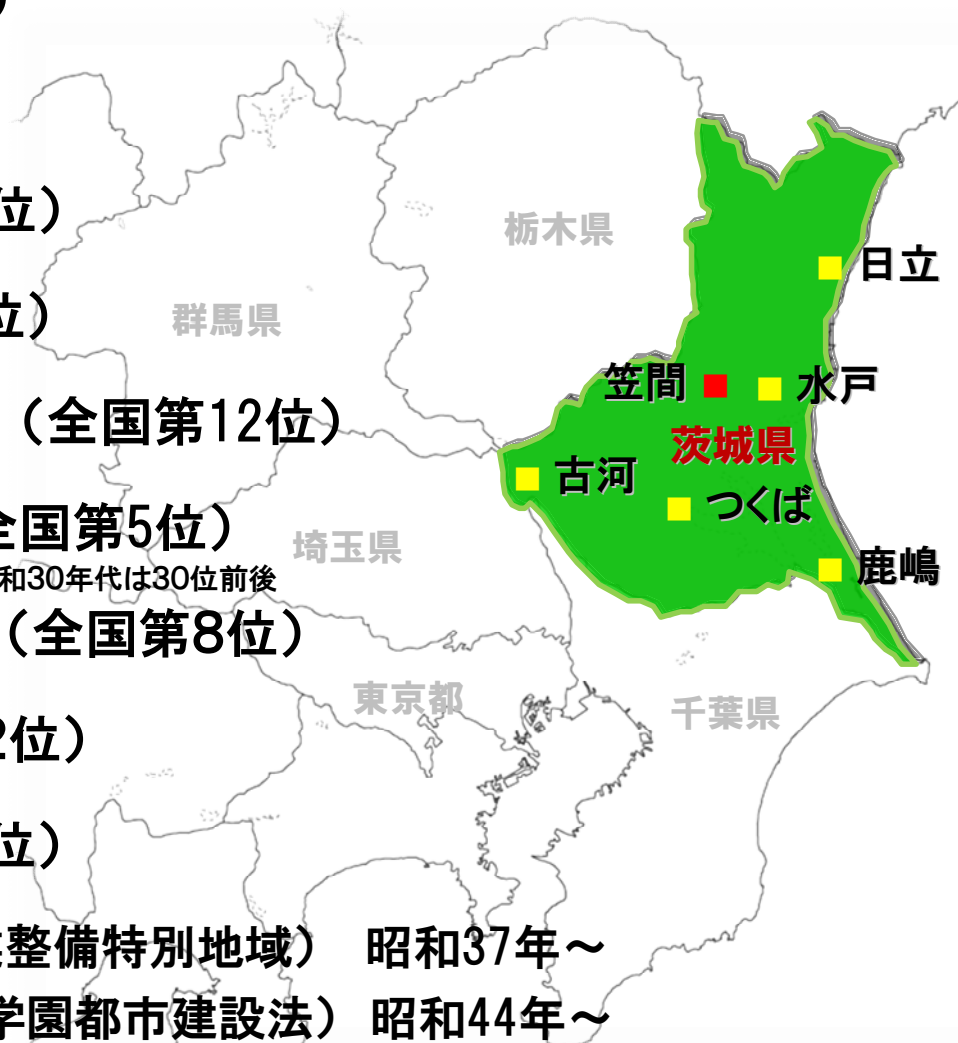 ）
位）
栃木県
日立
位）
群馬県
笠間
水戸
（全国第12位）
茨城県
古河
つくば
全国第5位）
埼玉県
和30年代は30位前後
鹿嶋
（全国第8位）
東京都
千葉県
2位）
位）
整備特別地域） 昭和37年～
学園都市建設法） 昭和44年～